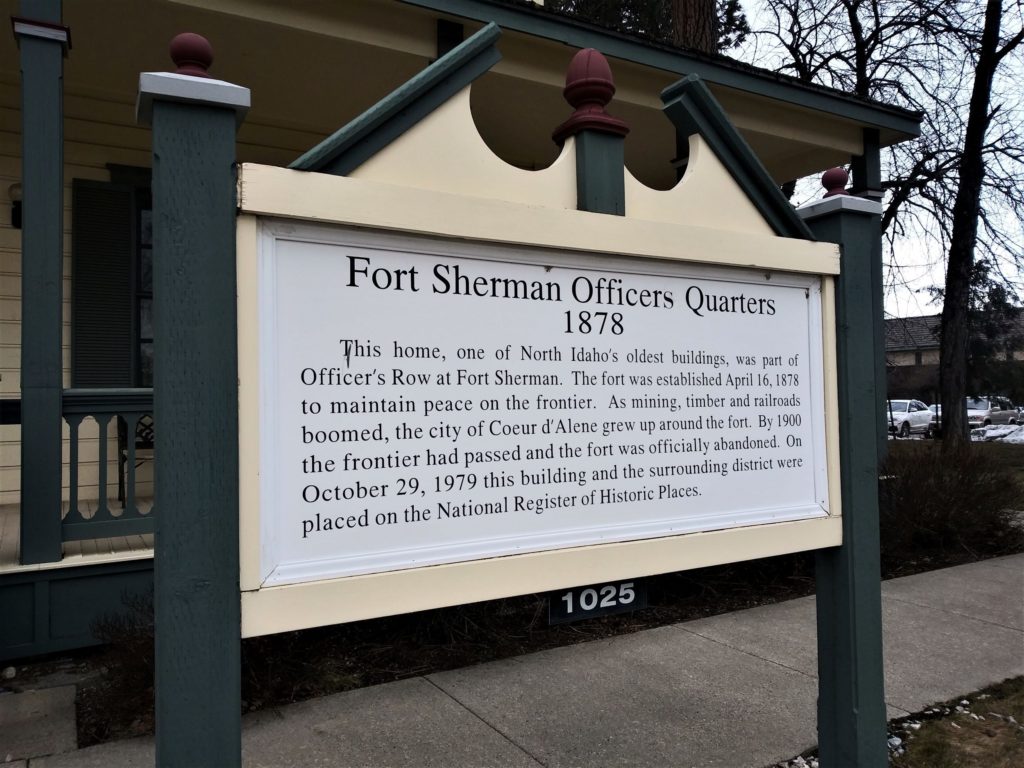 Fort Sherman Officers Quarters
1878
This home, one of North Idaho's oldest buildings, was part of
Officer's Row at Fort Sherman. The fort was established April 16, 1878
to maintain peace on the frontier. As mining, timber and railroads
boomed, the city of Coeur d'Alene grew up around the fort. By 1900
the frontier had passed and the fort was officially abandoned. On
October 29, 1979 this building and the surrounding district were
placed on the National Register of Historic Places.
1025